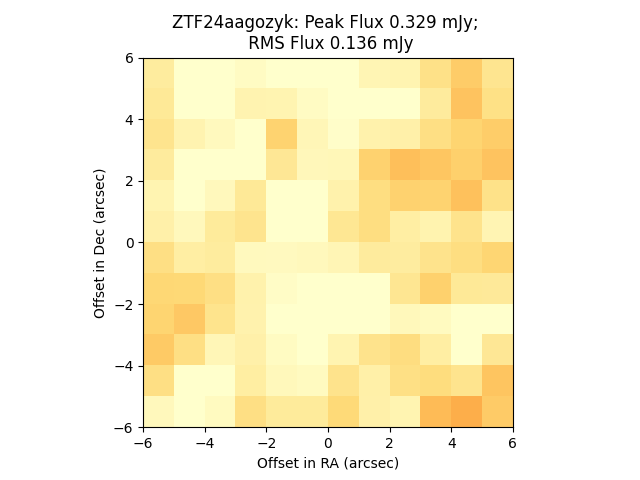 ZTF24aagozyk: Peak Flux 0.329 mJy;
RMS Flux 0.136 mJy
6
4
2
0
−2
−4
−6
Offset in Dec (arcsec)
−6 −4 −2 0 2 4 6
Offset in RA (arcsec)